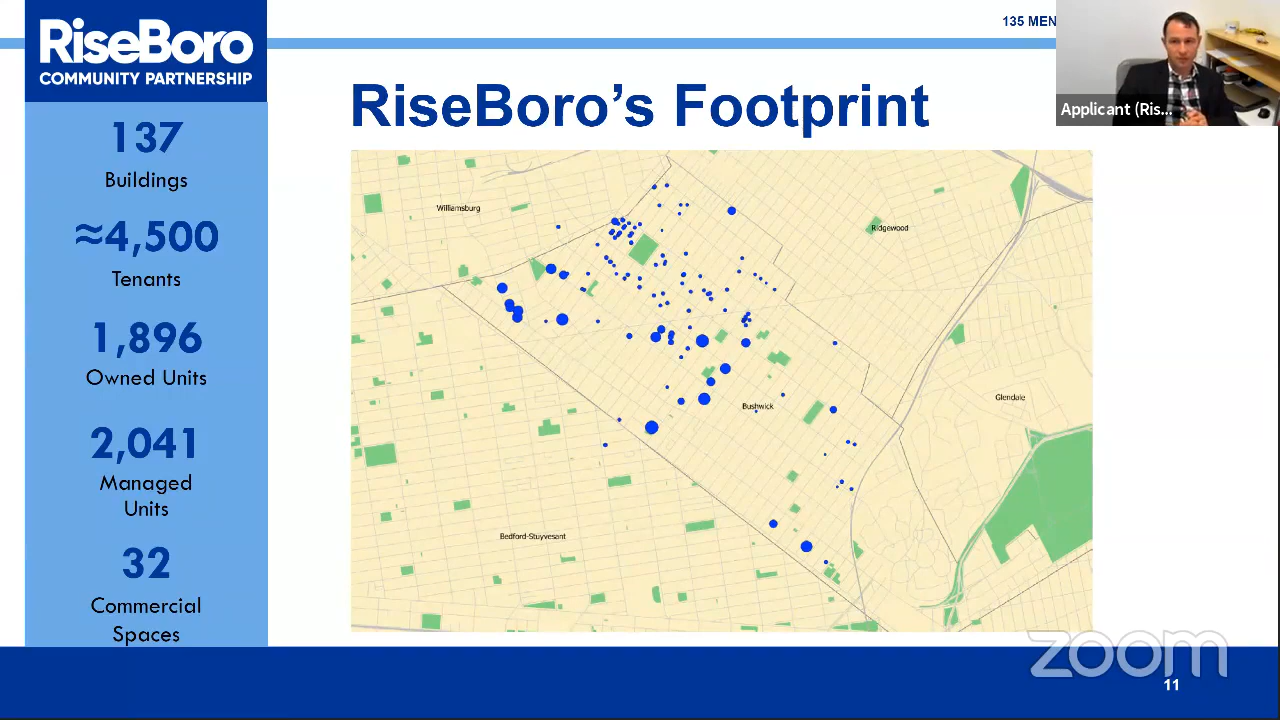 RiseBoro
COMMUNITY PARTNERSHIP
137
Buildings
≈4,500
Tenants
1,896
Owned Units
2,041
Managed
Units
32
Commercial
Spaces
135 MEN
RiseBoro’s Footprint
Applicant (Ris...
Williamsburg
Ridgewood
Glendale
Bushwick
Bedford-Stuyvesant
zoom
11